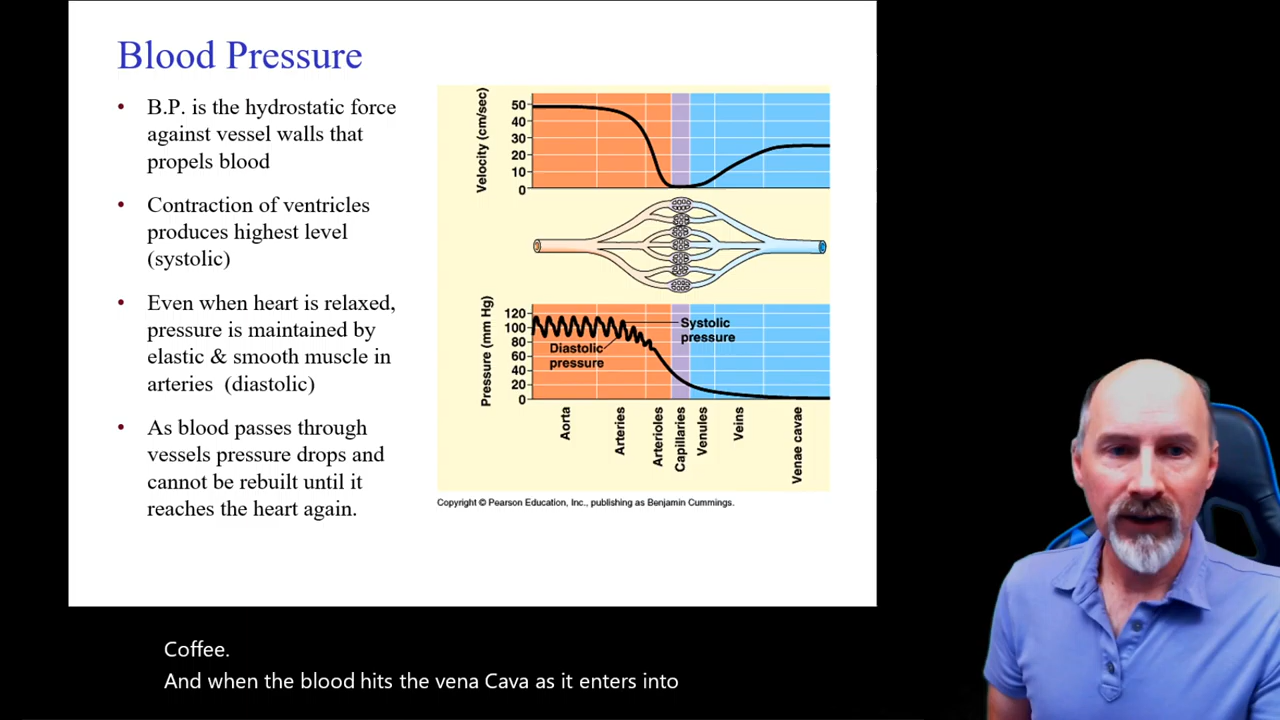 Blood Pressure
• B.P. is the hydrostatic force
against vessel walls that
propels blood
• Contraction of ventricles
produces highest level
(systolic)
• Even when heart is relaxed,
pressure is maintained by
elastic & smooth muscle in
arteries (diastolic)
• As blood passes through
vessels pressure drops and
cannot be rebuilt until it
reaches the heart again.
Velocity (cm/sec)
50
40
30
20
10
0
Pressure (mm Hg)
120
100
80
60
40
20
0
Systolic
pressure
Diastolic
pressure
Aorta
Arteries
Arterioles
Capillaries
Venules
Veins
Venae cavae
Copyright © Pearson Education, Inc., publishing as Benjamin Cummings.
Coffee.
And when the blood hits the vena Cava as it enters into